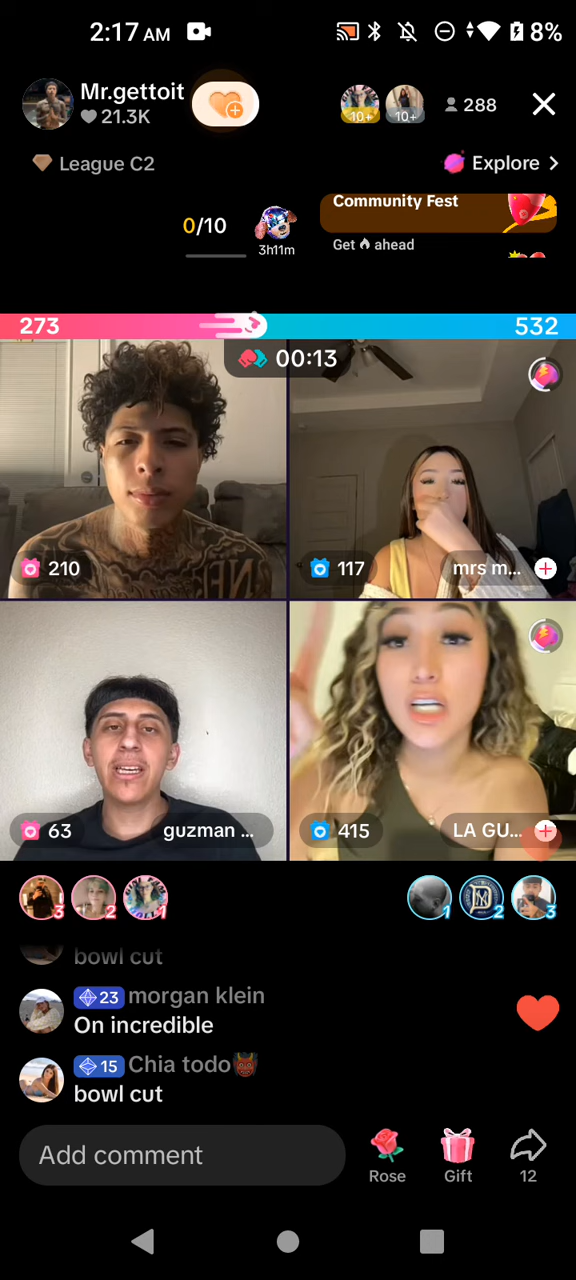 2:17 AM
8%
Mr.gettoit
21.3K
10+
10+
288
League C2
Explore >
0/10
3h11m
Community Fest
Get 🔥 ahead
273
532
00:13
210
117
mrs m...
63
guzman ...
415
LA GU...
3
2
1
1
2
3
bowl cut
23 morgan klein
On incredible
15 Chia todo👹
bowl cut
Add comment
Rose
Gift
12